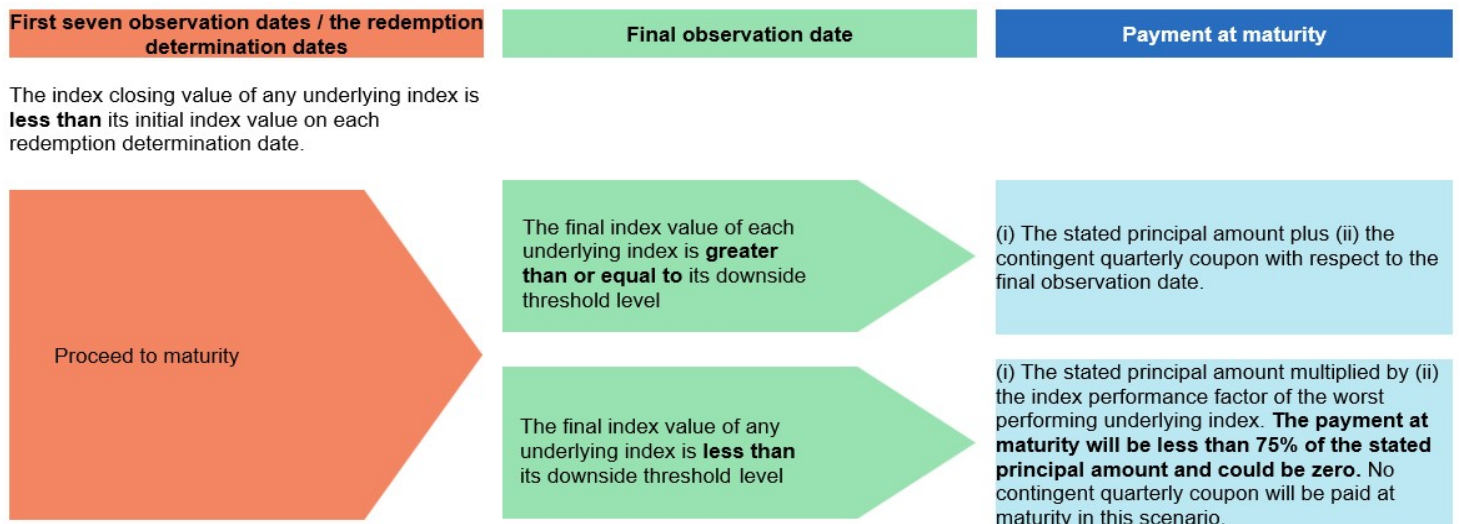 First seven observation dates / the redemption
determination dates
Final observation date
Payment at maturity
The index closing value of any underlying index is
less than its initial index value on each
redemption determination date.
Proceed to maturity
The final index value of each
underlying index is greater
than or equal to its downside
threshold level
(i) The stated principal amount plus (ii) the
contingent quarterly coupon with respect to the
final observation date.
The final index value of any
underlying index is less than
its downside threshold level
(i) The stated principal amount multiplied by (ii)
the index performance factor of the worst
performing underlying index. The payment at
maturity will be less than 75% of the stated
principal amount and could be zero. No
contingent quarterly coupon will be paid at
maturity in this scenario.